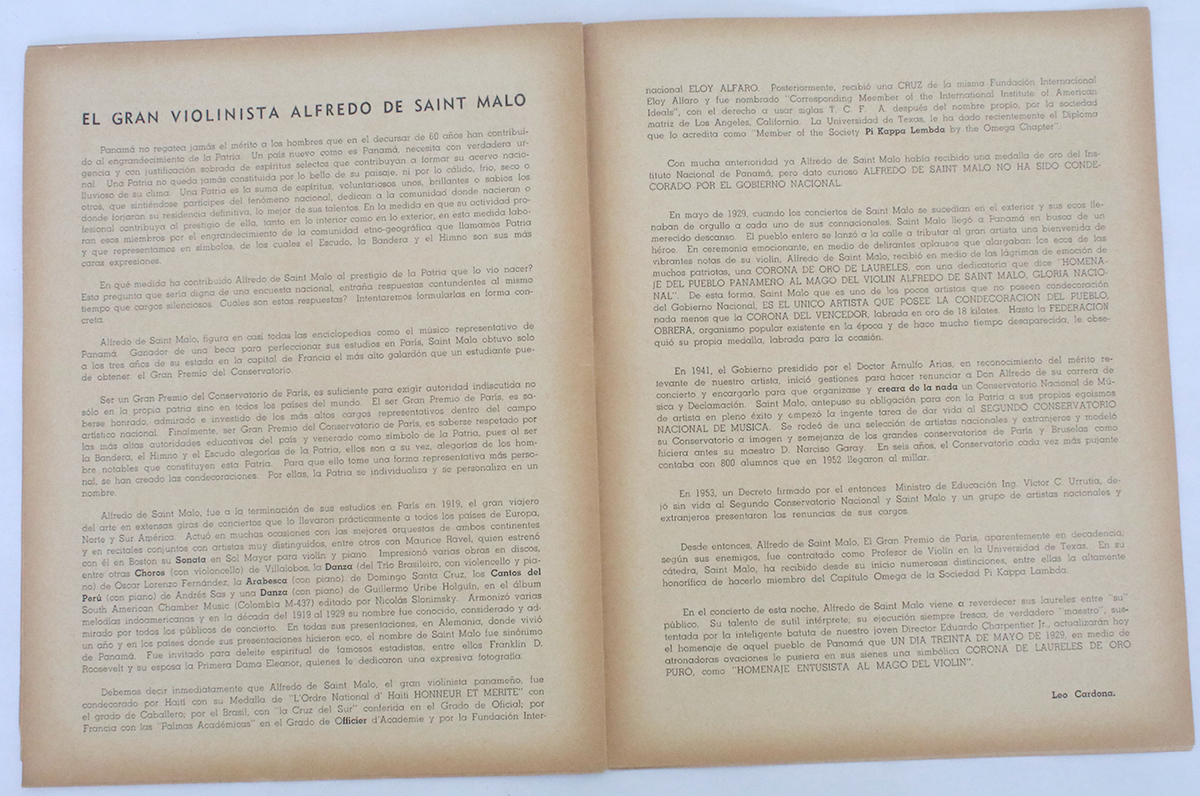 EL GRAN VIOLINISTA ALFREDO DE SAINT MALO
Panamá no regatea jamás el mérito a los hombres que en el decursar de 60 años han contribui-
do al engrandecimiento de la Patria. Un país nuevo como es Panamá, necesita con verdadera ur-
gencia y con justificación sobrada de espíritus selectos que contribuyan a formar su acervo nacio-
nal. Una Patria no queda jamás constituída por lo bello de su paisaje, ni por lo cálido, frío, seco o
lluvioso de su clima. Una Patria es la suma de espíritus, voluntariosos unos, brillantes o sabios los
otros, que sintiéndose partícipes del fenómeno nacional, dedican a la comunidad donde nacieran o
donde forjaran su residencia definitiva, lo mejor de sus talentos. En la medida en que su actividad pro-
fesional contribuya al prestigio de ella, tanto en lo interior como en lo exterior, en esta medida labo-
ran esos miembros por el engrandecimiento de la comunidad etno-geográfica que llamamos Patria
y que representamos en símbolos, de los cuales el Escudo, la Bandera y el Himno son sus más
caras expresiones.
En qué medida ha contribuído Alfredo de Saint Malo al prestigio de la Patria que lo vio nacer?
Esta pregunta que sería digna de una encuesta nacional, entraña respuestas contundentes al mismo
tiempo que cargos silenciosos. Cuáles son estas respuestas? Intentaremos formularlas en forma con-
creta.
Alfredo de Saint Malo, figura en casi todas las enciclopedias como el músico representativo de
Panamá. Ganador de una beca para perfeccionar sus estudios en París, Saint Malo obtuvo solo
a los tres años de su estada en la capital de Francia el más alto galardón que un estudiante pue-
de obtener: el Gran Premio del Conservatorio.
Ser un Gran Premio del Conservatorio de París, es suficiente para exigir autoridad indiscutida no
sólo en la propia patria sino en todos los países del mundo. El ser Gran Premio de París, es sa-
berse honrado, admirado e investido de los más altos cargos representativos dentro del campo
artístico nacional. Finalmente, ser Gran Premio del Conservatorio de París, es saberse respetado por
las más altas autoridades educativas del país y venerado como símbolo de la Patria, pues al ser
la Bandera, el Himno y el Escudo alegorías de la Patria, ellos son a su vez, alegorías de los hom-
bre notables que constituyen esta Patria. Para que ello tome una forma representativa más perso-
nal, se han creado las condecoraciones. Por ellas, la Patria se individualiza y se personaliza en un
nombre.
Alfredo de Saint Malo, fue a la terminación de sus estudios en París en 1919, el gran viajero
del arte en extensas giras de conciertos que lo llevaron prácticamente a todos los países de Europa,
Norte y Sur América. Actuó en muchas ocasiones con las mejores orquestas de ambos continentes
y en recitales conjuntos con artistas muy distinguidos, entre otros con Maurice Ravel, quien estrenó
con él en Boston su Sonata en Sol Mayor para violín y piano. Impresionó varias obras en discos,
entre otras Choros (con violoncello) de Villalobos, la Danza (del Trío Brasileiro, con violoncello y pia-
no) de Oscar Lorenzo Fernández, la Arabesca (con piano) de Domingo Santa Cruz, los Cantos del
Perú (con piano) de Andrés Sas y una Danza (con piano) de Guillermo Uribe Holguín, en el álbum
South American Chamber Music (Colombia M-437) editado por Nicolás Slonimsky. Armonizó varias
melodías indoamericanas y en la década del 1919 al 1929 su nombre fue conocido, considerado y ad-
mirado por todos los públicos de concierto. En todas sus presentaciones, en Alemania, donde vivió
un año y en los países donde sus presentaciones hicieron eco, el nombre de Saint Malo fue sinónimo
de Panamá. Fue invitado para deleite espiritual de famosos estadistas, entre ellos Franklin D.
Roosevelt y su esposa la Primera Dama Eleanor, quienes le dedicaron una expresiva fotografía.
Debemos decir inmediatamente que Alfredo de Saint Malo, el gran violinista panameño, fue
condecorado por Haití con su Medalla de "L'Ordre National d' Haiti HONNEUR ET MERITE" con
el grado de Caballero; por el Brasil, con "la Cruz del Sur" conferida en el Grado de Oficial; por
Francia con las "Palmas Académicas" en el Grado de Officier d'Academie y por la Fundación Inter-
nacional ELOY ALFARO. Posteriormente, recibió una CRUZ de la misma Fundación Internacional
Eloy Alfaro y fue nombrado "Corresponding Meember of the International Institute of American
Ideals", con el derecho a usar siglas T. C. F. A. después del nombre propio, por la sociedad
matriz de Los Angeles, California. La Universidad de Texas, le ha dado recientemente el Diploma
que lo acredita como "Member of the Society Pi Kappa Lembda by the Omega Chapter".
Con mucha anterioridad ya Alfredo de Saint Malo había recibido una medalla de oro del Ins-
tituto Nacional de Panamá, pero dato curioso ALFREDO DE SAINT MALO NO HA SIDO CONDE-
CORADO POR EL GOBIERNO NACIONAL.
En mayo de 1929, cuando los conciertos de Saint Malo se sucedían en el exterior y sus ecos lle-
naban de orgullo a cada uno de sus connacionales, Saint Malo llegó a Panamá en busca de un
merecido descanso. El pueblo entero se lanzó a la calle a tributar al gran artista una bienvenida de
héroe. En ceremonia emocionante, en medio de delirantes aplausos que alargaban los ecos de las
vibrantes notas de su violín, Alfredo de Saint Malo, recibió en medio de las lágrimas de emoción de
muchos patriotas, una CORONA DE ORO DE LAURELES, con una dedicatoria que dice "HOMENA-
JE DEL PUEBLO PANAMEÑO AL MAGO DEL VIOLIN ALFREDO DE SAINT MALO, GLORIA NACIO-
NAL". De esta forma, Saint Malo que es uno de los pocos artistas que no poseen condecoración
del Gobierno Nacional, ES EL UNICO ARTISTA QUE POSEE LA CONDECORACION DEL PUEBLO,
nada menos que la CORONA DEL VENCEDOR, labrada en oro de 18 kilates. Hasta la FEDERACION
OBRERA, organismo popular existente en la época y de hace mucho tiempo desaparecida, le obse-
quió su propia medalla, labrada para la ocasión.
En 1941, el Gobierno presidido por el Doctor Arnulfo Arias, en reconocimiento del mérito re-
levante de nuestro artista, inició gestiones para hacer renunciar a Don Alfredo de su carrera de
concierto y encargarlo para que organizase y creara de la nada un Conservatorio Nacional de Mú-
sica y Declamación. Saint Malo, antepuso su obligación para con la Patria a sus propios egoísmos
de artista en pleno éxito y empezó la ingente tarea de dar vida al SEGUNDO CONSERVATORIO
NACIONAL DE MUSICA. Se rodeó de una selección de artistas nacionales y extranjeros y modeló
su Conservatorio a imagen y semejanza de los grandes conservatorios de París y Bruselas como
hiciera antes su maestro D. Narciso Garay. En seis años, el Conservatorio cada vez más pujante
contaba con 800 alumnos que en 1952 llegaron al millar.
En 1953, un Decreto firmado por el entonces Ministro de Educación Ing. Víctor C. Urrutia, de-
jó sin vida al Segundo Conservatorio Nacional y Saint Malo y un grupo de artistas nacionales y
extranjeros presentaron las renuncias de sus cargos.
Desde entonces, Alfredo de Saint Malo, El Gran Premio de París, aparentemente en decadencia,
según sus enemigos, fue contratado como Profesor de Violín en la Universidad de Texas. En su
cátedra, Saint Malo, ha recibido desde su inicio numerosas distinciones, entre ellas la altamente
honorífica de hacerlo miembro del Capítulo Omega de la Sociedad Pi Kappa Lambda.
En el concierto de esta noche, Alfredo de Saint Malo viene a reverdecer sus laureles entre "su"
público. Su talento de sutil intérprete; su ejecución siempre fresca, de verdadero "maestro", sus-
tentada por la inteligente batuta de nuestro joven Director Eduardo Charpentier Jr., actualizarán hoy
el homenaje de aquel pueblo de Panamá que UN DIA TREINTA DE MAYO DE 1929, en medio de
atronadoras ovaciones le pusiera en sus sienes una simbólica CORONA DE LAURELES DE ORO
PURO, como "HOMENAJE ENTUSISTA AL MAGO DEL VIOLIN".
Leo Cardona.